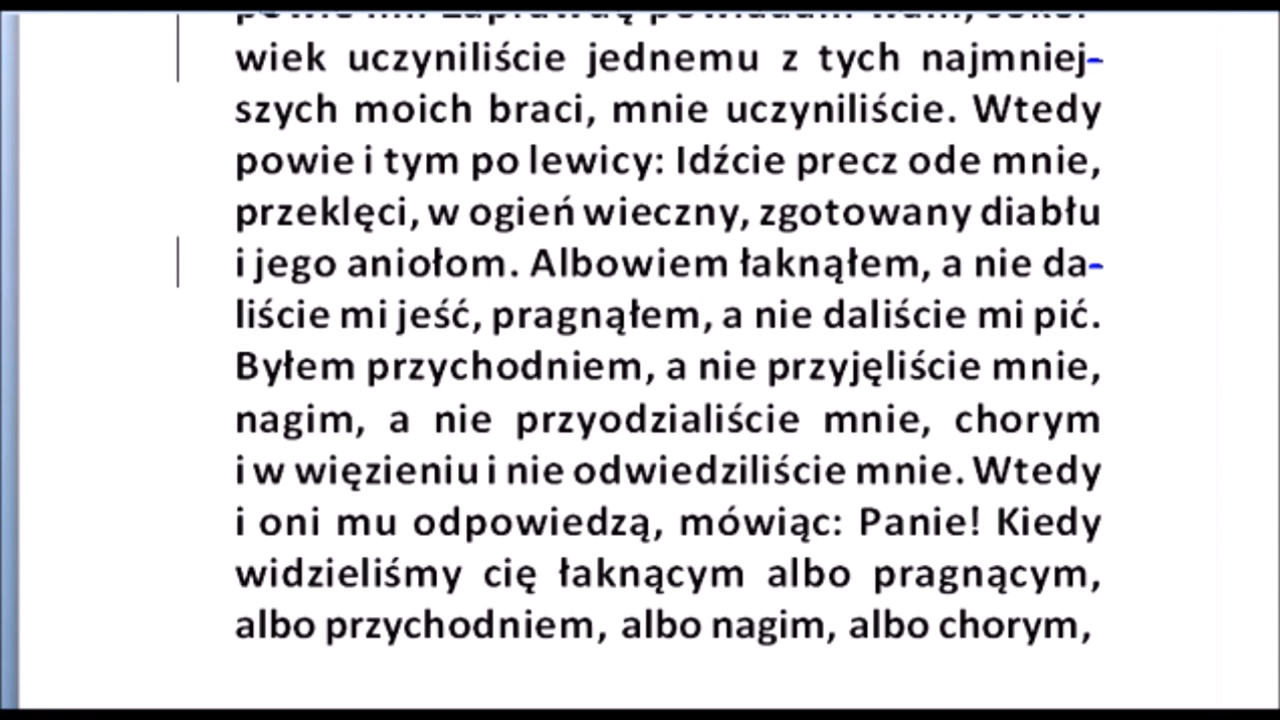 wiek uczyniliście jednemu z tych najmniej-
szych moich braci, mnie uczyniliście. Wtedy
powie i tym po lewicy: Idźcie precz ode mnie,
przeklęci, w ogień wieczny, zgotowany diabłu
i jego aniołom. Albowiem łaknąłem, a nie da-
liście mi jeść, pragnąłem, a nie daliście mi pić.
Byłem przychodniem, a nie przyjęliście mnie,
nagim, a nie przyodzialiście mnie, chorym
i w więzieniu i nie odwiedziliście mnie. Wtedy
i oni mu odpowiedzą, mówiąc: Panie! Kiedy
widzieliśmy cię łaknącym albo pragnącym,
albo przychodniem, albo nagim, albo chorym,